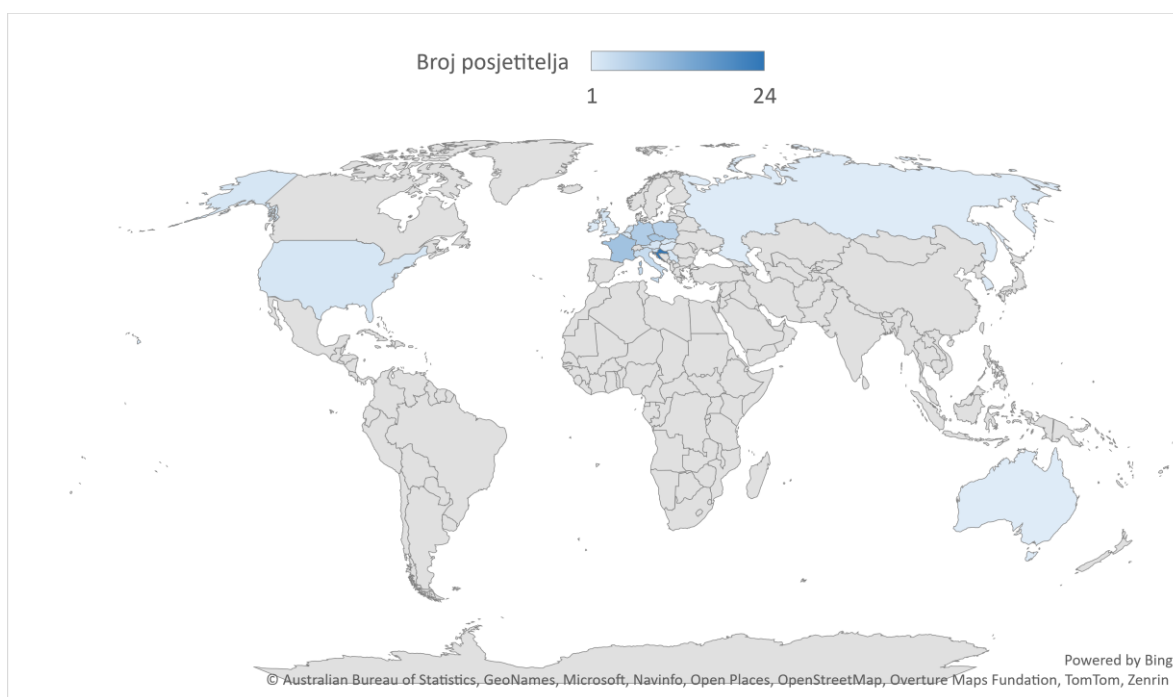 Broj posjetitelja
1 24
Powered by Bing
© Australian Bureau of Statistics, GeoNames, Microsoft, Navinfo, Open Places, OpenStreetMap, Overture Maps Fundation, TomTom, Zenrin